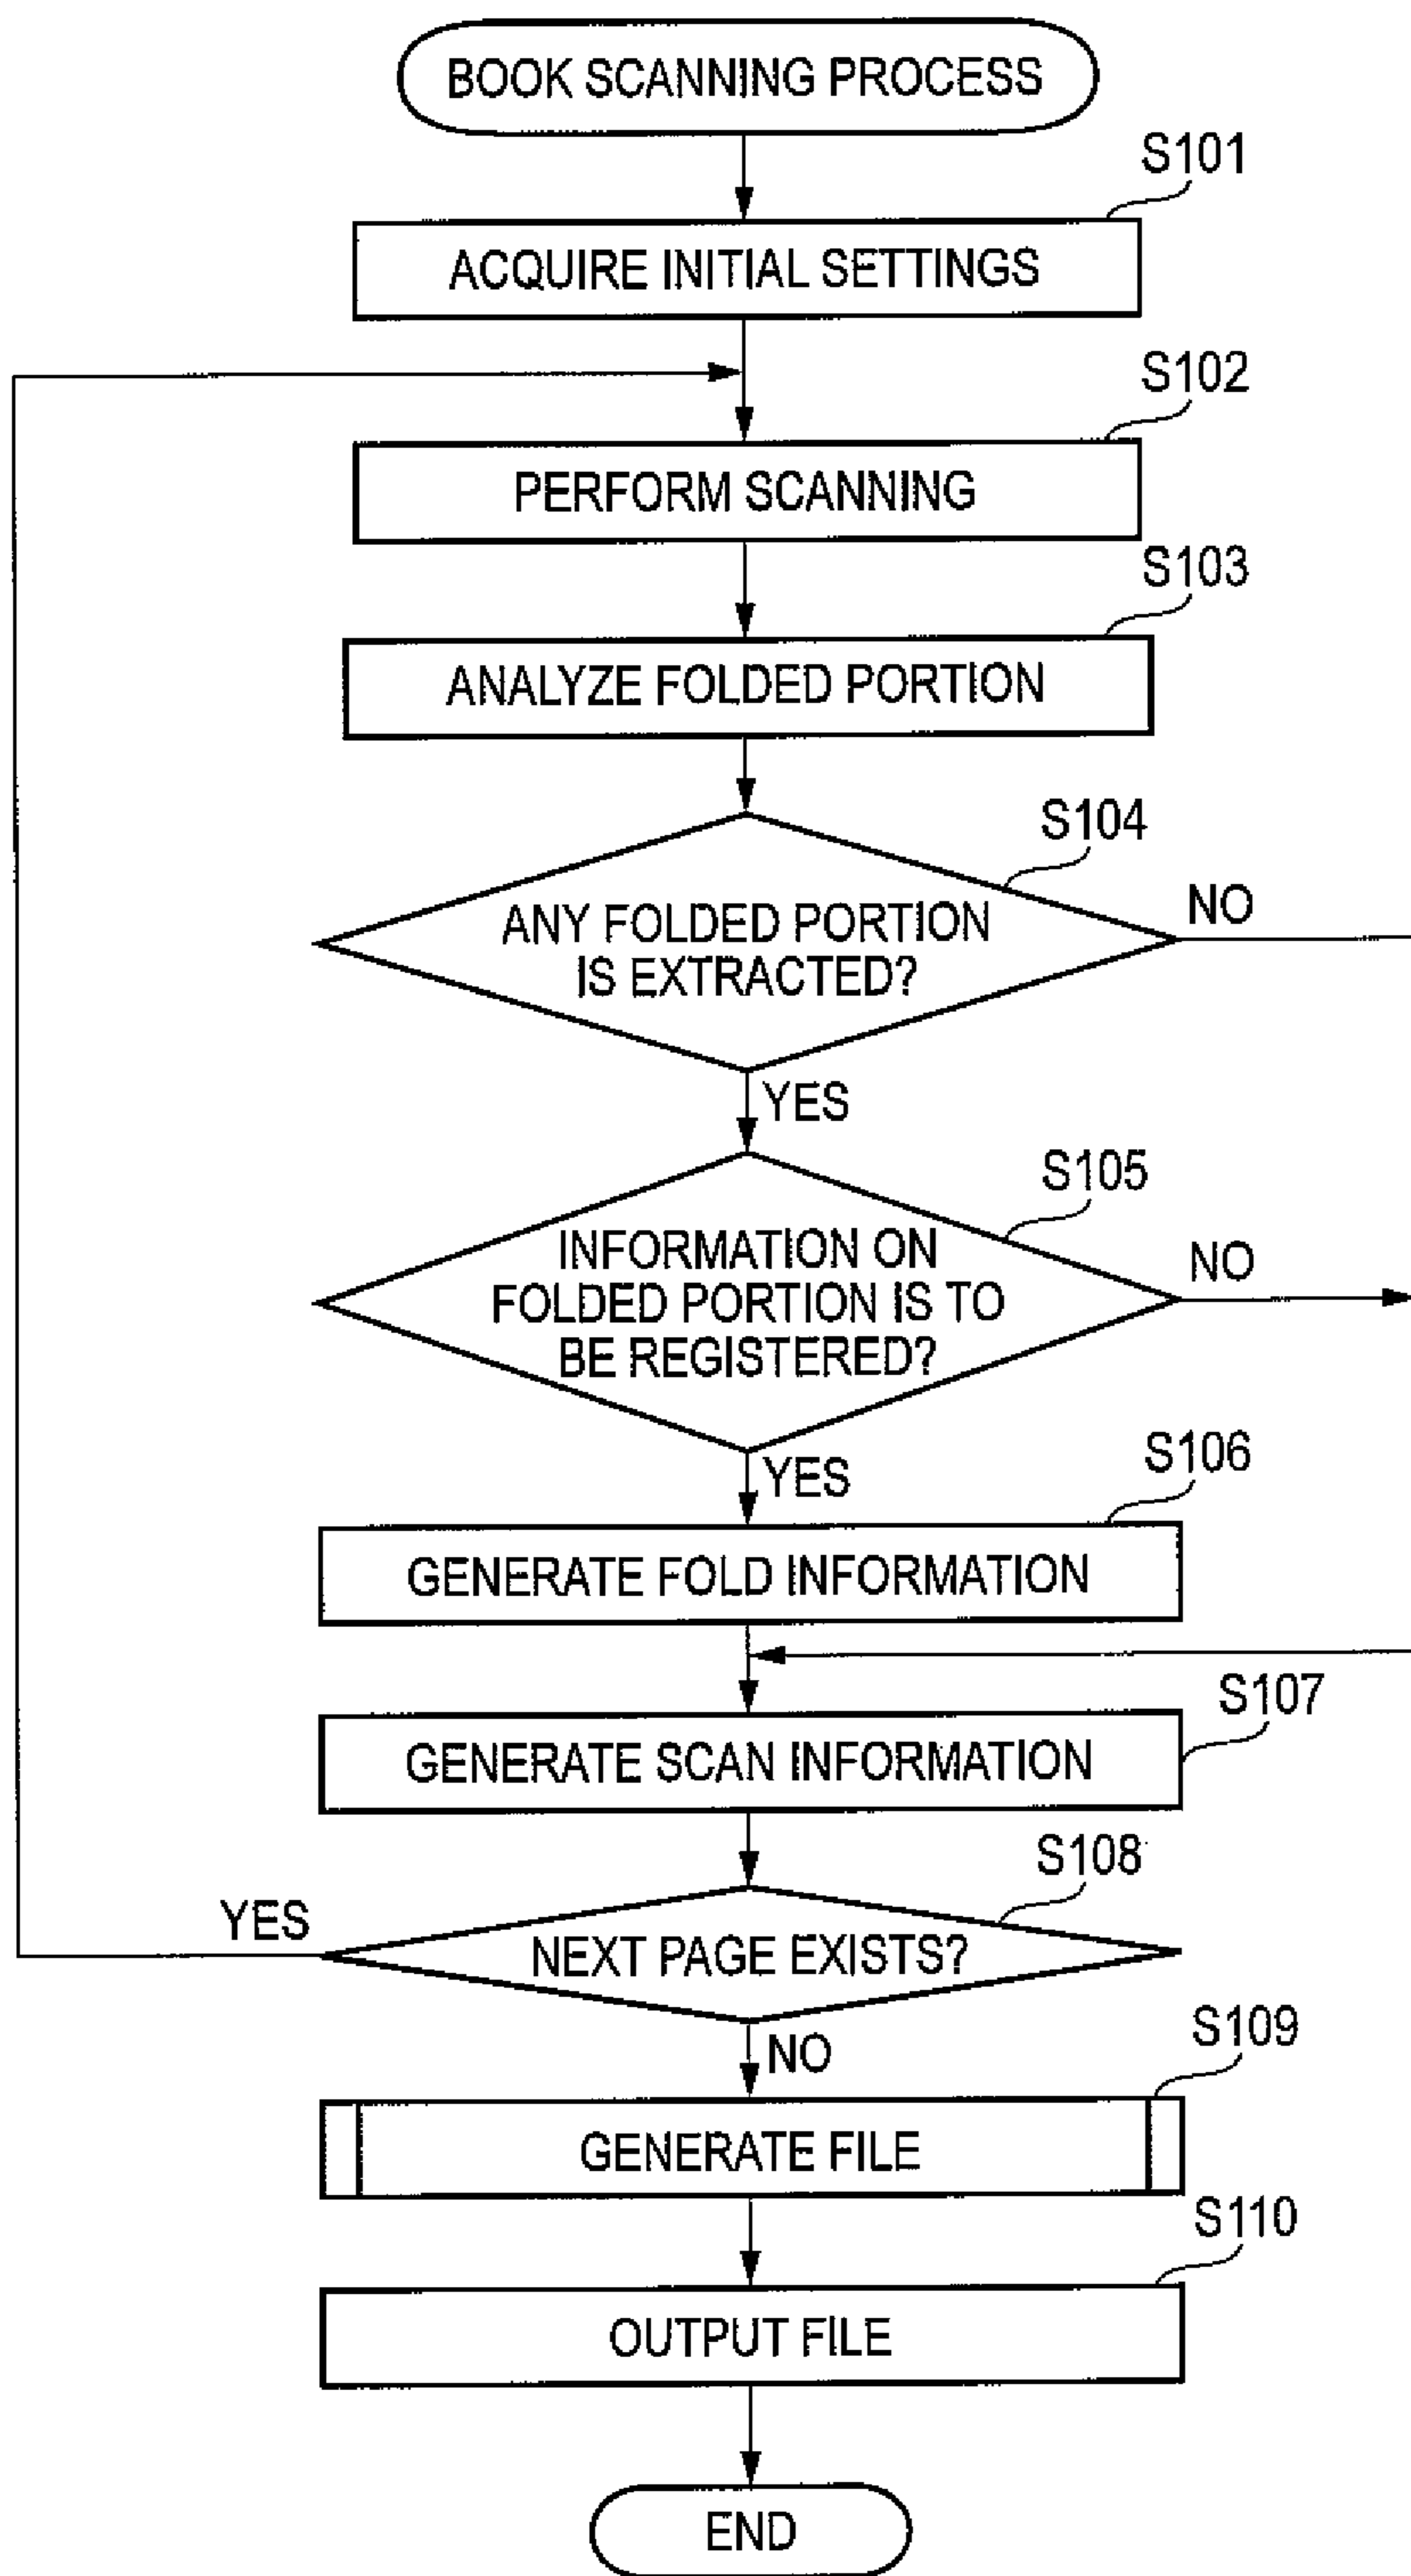 BOOK SCANNING PROCESS
S101
ACQUIRE INITIAL SETTINGS
S102
PERFORM SCANNING
S103
ANALYZE FOLDED PORTION
S104
ANY FOLDED PORTION
IS EXTRACTED?
NO
YES
S105
INFORMATION ON
FOLDED PORTION IS TO
BE REGISTERED?
NO
YES
S106
GENERATE FOLD INFORMATION
S107
GENERATE SCAN INFORMATION
S108
YES
NEXT PAGE EXISTS?
NO
S109
GENERATE FILE
S110
OUTPUT FILE
END